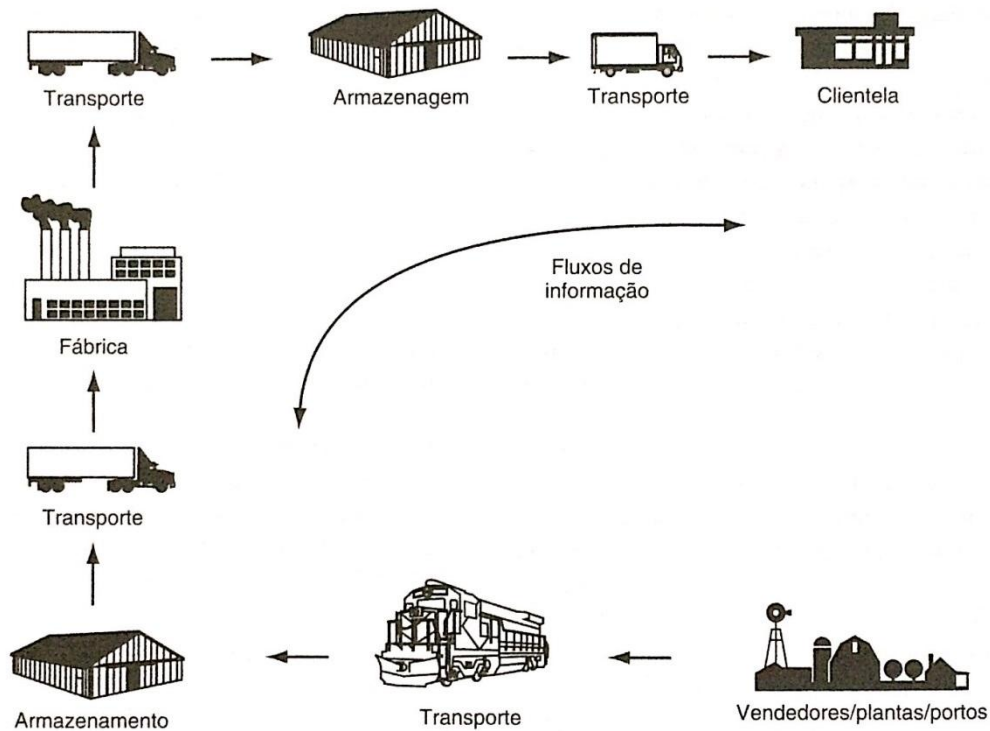 Transporte
Armazenagem
Transporte
Clientela
Fábrica
Fluxos de
informação
Transporte
Armazenamento
Transporte
Vendedores/plantas/portos